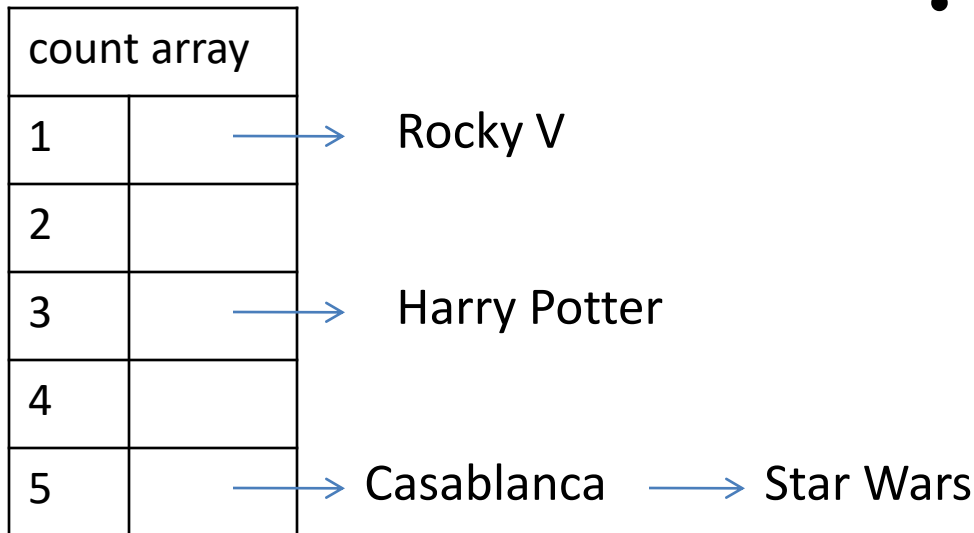 count array
1 Rocky V
2
3 Harry Potter
4
5 Casablanca Star Wars